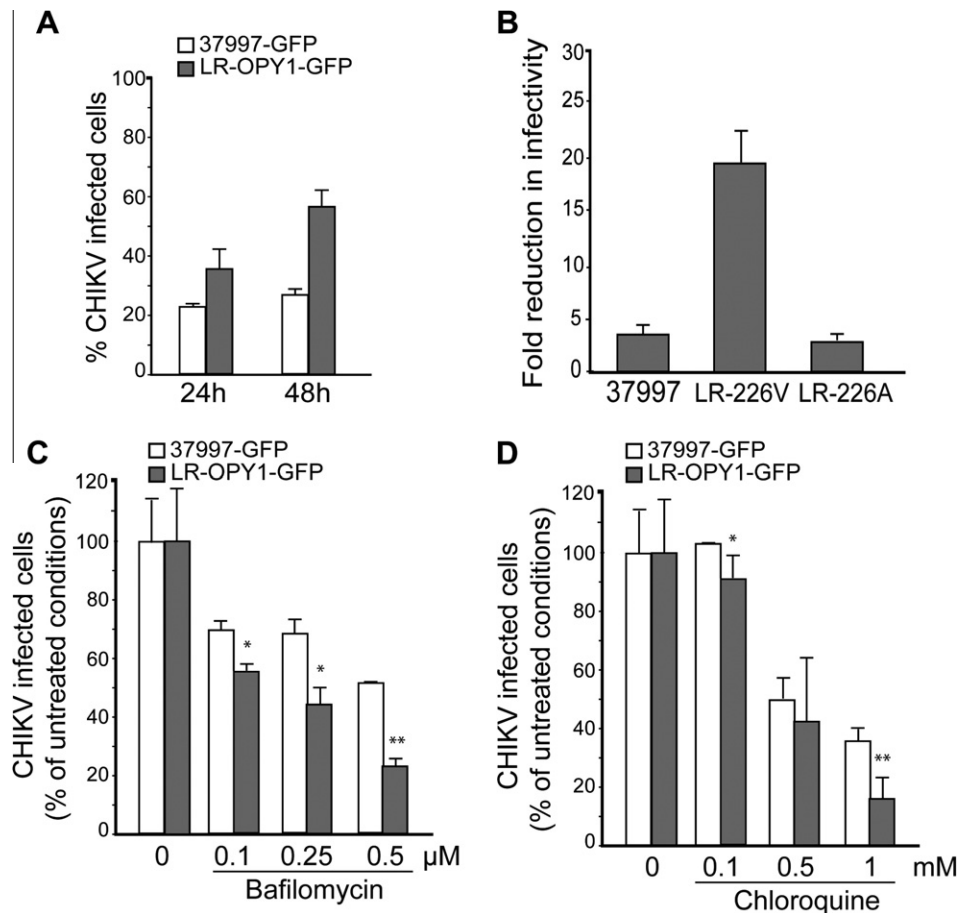 A
37997-GFP
LR-OPY1-GFP
% CHIKV infected cells
100
80
60
40
20
0
24h 48h
B
Fold reduction in infectivity
30
25
20
15
10
5
0
37997 LR-226V LR-226A
C
37997-GFP
LR-OPY1-GFP
CHIKV infected cells
(% of untreated conditions)
120
100
80
60
40
20
0
* * **
0 0.1 0.25 0.5 µM
Bafilomycin
D
37997-GFP
LR-OPY1-GFP
CHIKV infected cells
(% of untreated conditions)
120
100
80
60
40
20
0
* **
0 0.1 0.5 1 mM
Chloroquine